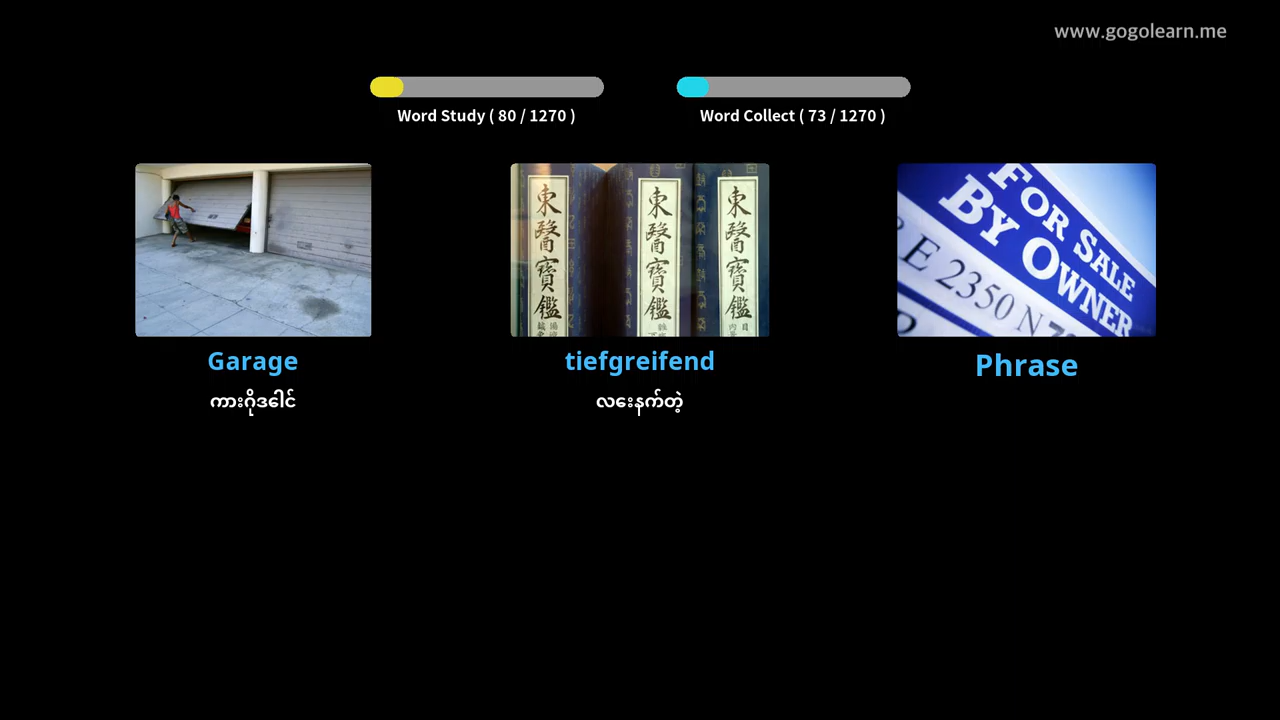 www.gogolearn.me
Word Study ( 80 / 1270 )
Word Collect ( 73 / 1270 )
東醫寶鑑
東醫寶鑑
東醫寶鑑
FOR SALE
BY OWNER
E 2350 N
Garage
tiefgreifend
Phrase
ကားဂိုဒေါင်
လေးနက်တဲ့